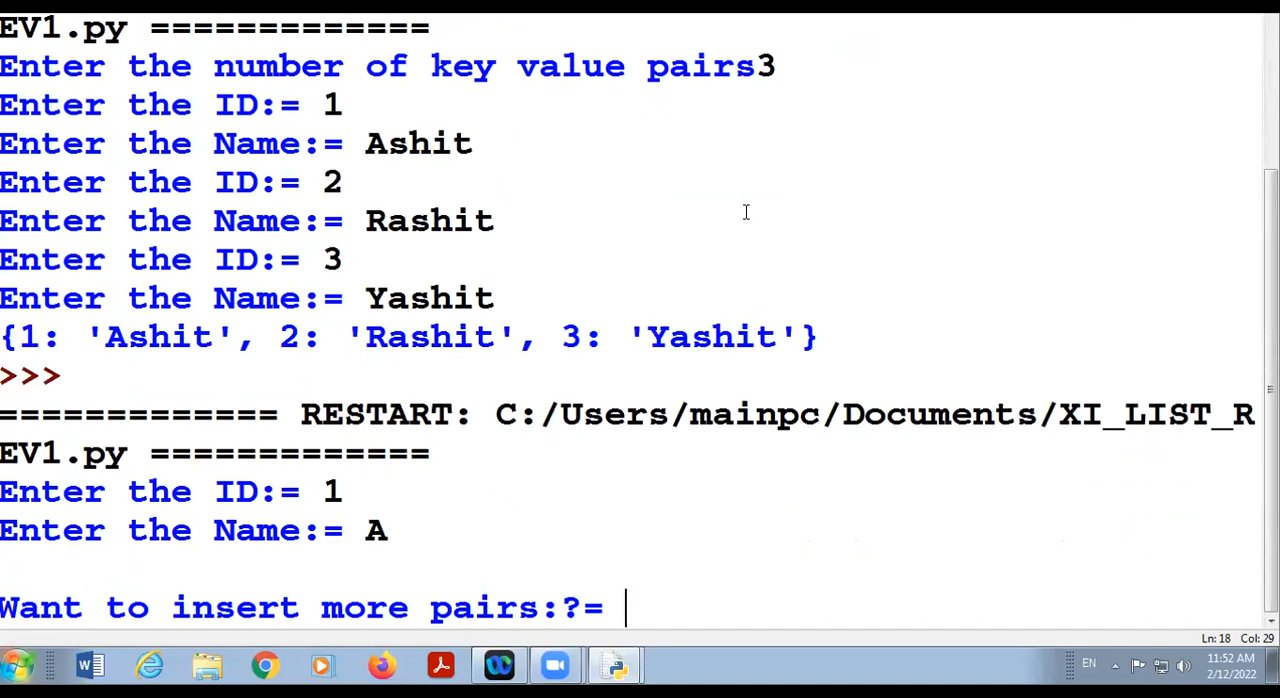 EV1.py =============
Enter the number of key value pairs3
Enter the ID:= 1
Enter the Name:= Ashit
Enter the ID:= 2
Enter the Name:= Rashit
Enter the ID:= 3
Enter the Name:= Yashit
{1: 'Ashit', 2: 'Rashit', 3: 'Yashit'}
>>>
============= RESTART: C:/Users/mainpc/Documents/XI_LIST_R
EV1.py =============
Enter the ID:= 1
Enter the Name:= A
Want to insert more pairs:?=
Ln: 18 Col: 29
EN 11:52 AM
2/12/2022